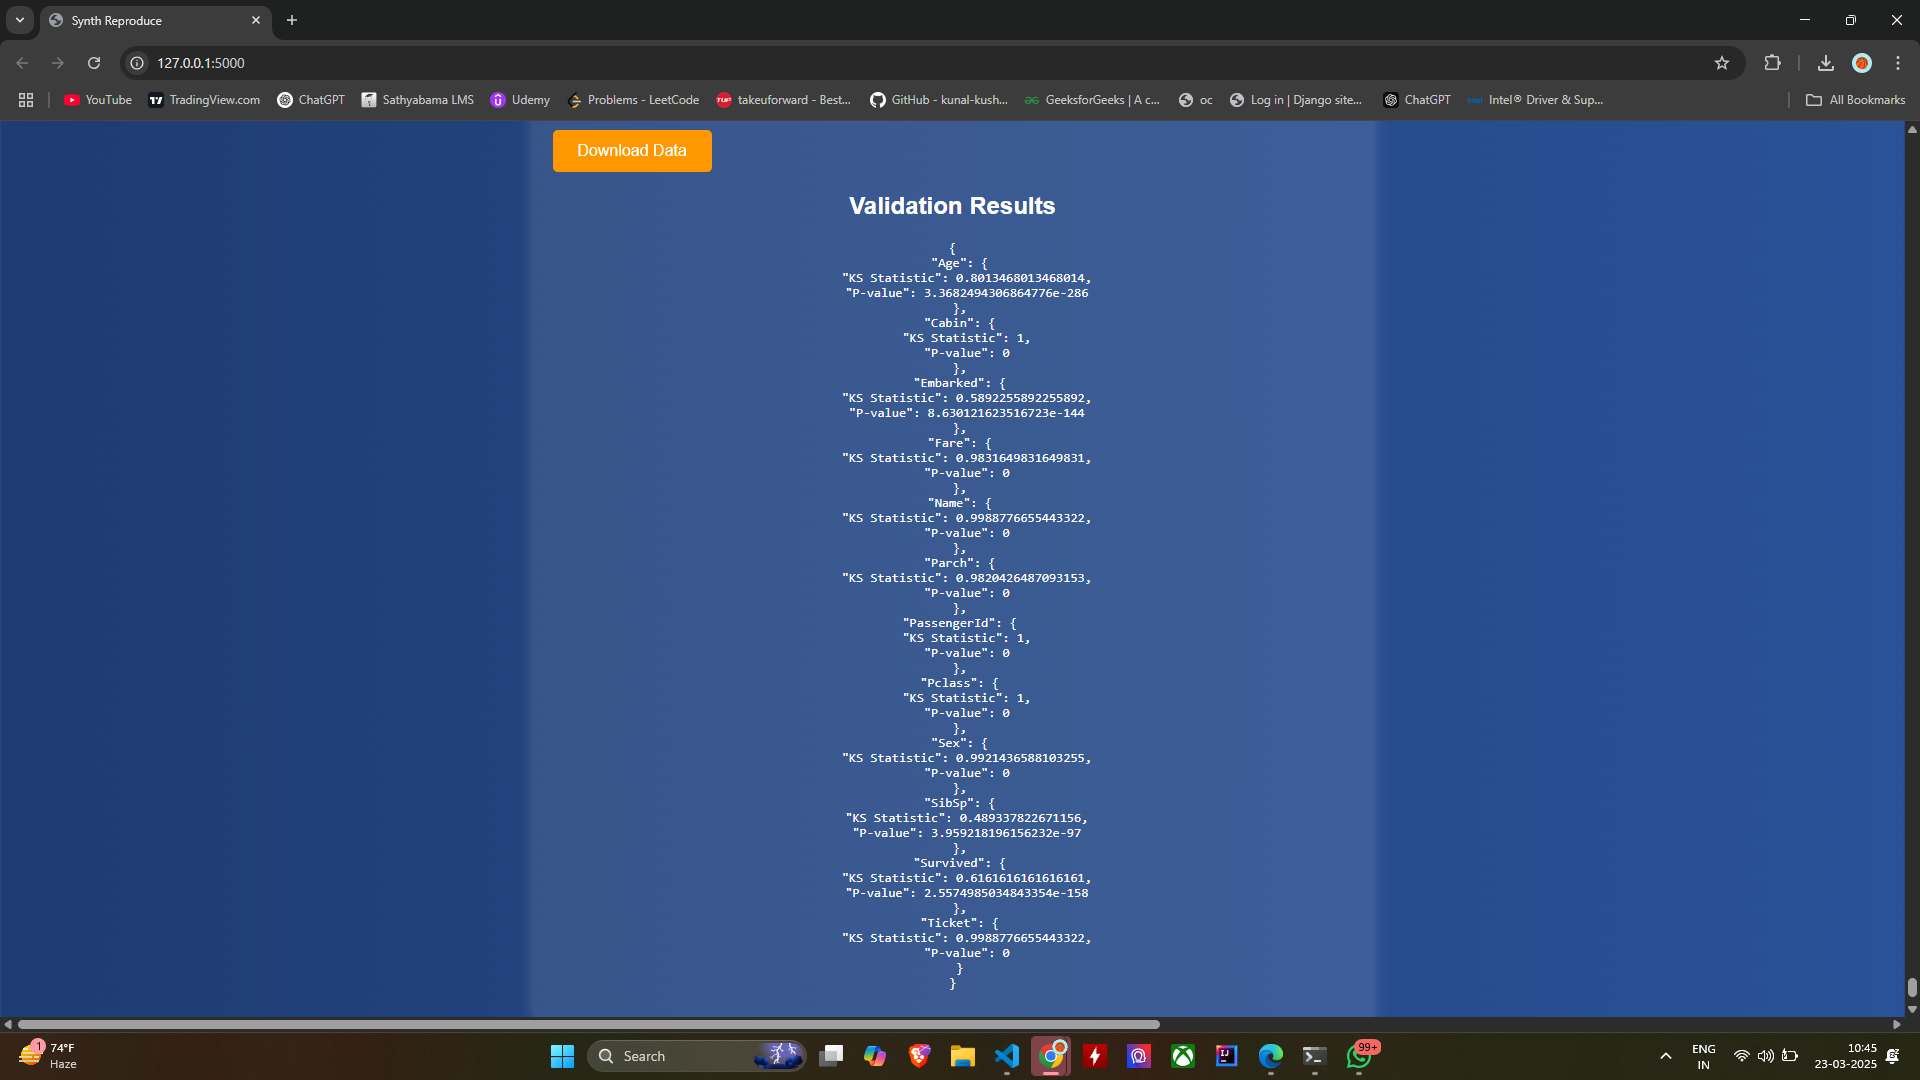 Synth Reproduce
127.0.0.1:5000
YouTube
TradingView.com
ChatGPT
Sathyabama LMS
Udemy
Problems - LeetCode
takeuforward - Best...
GitHub - kunal-kush...
GeeksforGeeks | A c...
oc
Log in | Django site...
ChatGPT
Intel® Driver & Sup...
All Bookmarks
Download Data
Validation Results
{
"Age": {
"KS Statistic": 0.8013468013468014,
"P-value": 3.3682494306864776e-286
},
"Cabin": {
"KS Statistic": 1,
"P-value": 0
},
"Embarked": {
"KS Statistic": 0.5892255892255892,
"P-value": 8.630121623516723e-144
},
"Fare": {
"KS Statistic": 0.9831649831649831,
"P-value": 0
},
"Name": {
"KS Statistic": 0.9988776655443322,
"P-value": 0
},
"Parch": {
"KS Statistic": 0.9820426487093153,
"P-value": 0
},
"PassengerId": {
"KS Statistic": 1,
"P-value": 0
},
"Pclass": {
"KS Statistic": 1,
"P-value": 0
},
"Sex": {
"KS Statistic": 0.9921436588103255,
"P-value": 0
},
"SibSp": {
"KS Statistic": 0.489337822671156,
"P-value": 3.959218196156232e-97
},
"Survived": {
"KS Statistic": 0.6161616161616161,
"P-value": 2.5574985034843354e-158
},
"Ticket": {
"KS Statistic": 0.9988776655443322,
"P-value": 0
}
}
1
74°F
Haze
Search
99+
ENG
IN
10:45
23-03-2025